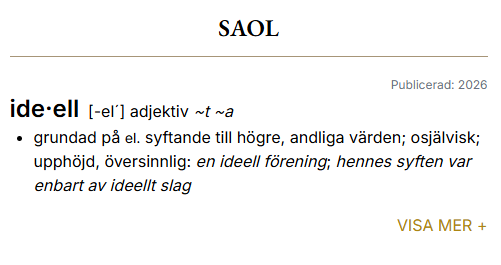 SAOL
Publicerad: 2026
ide·ell [-el´] adjektiv ~t ~a
• grundad på el. syftande till högre, andliga värden; osjälvisk;
upphöjd, översinnlig: en ideell förening; hennes syften var
enbart av ideellt slag
VISA MER +